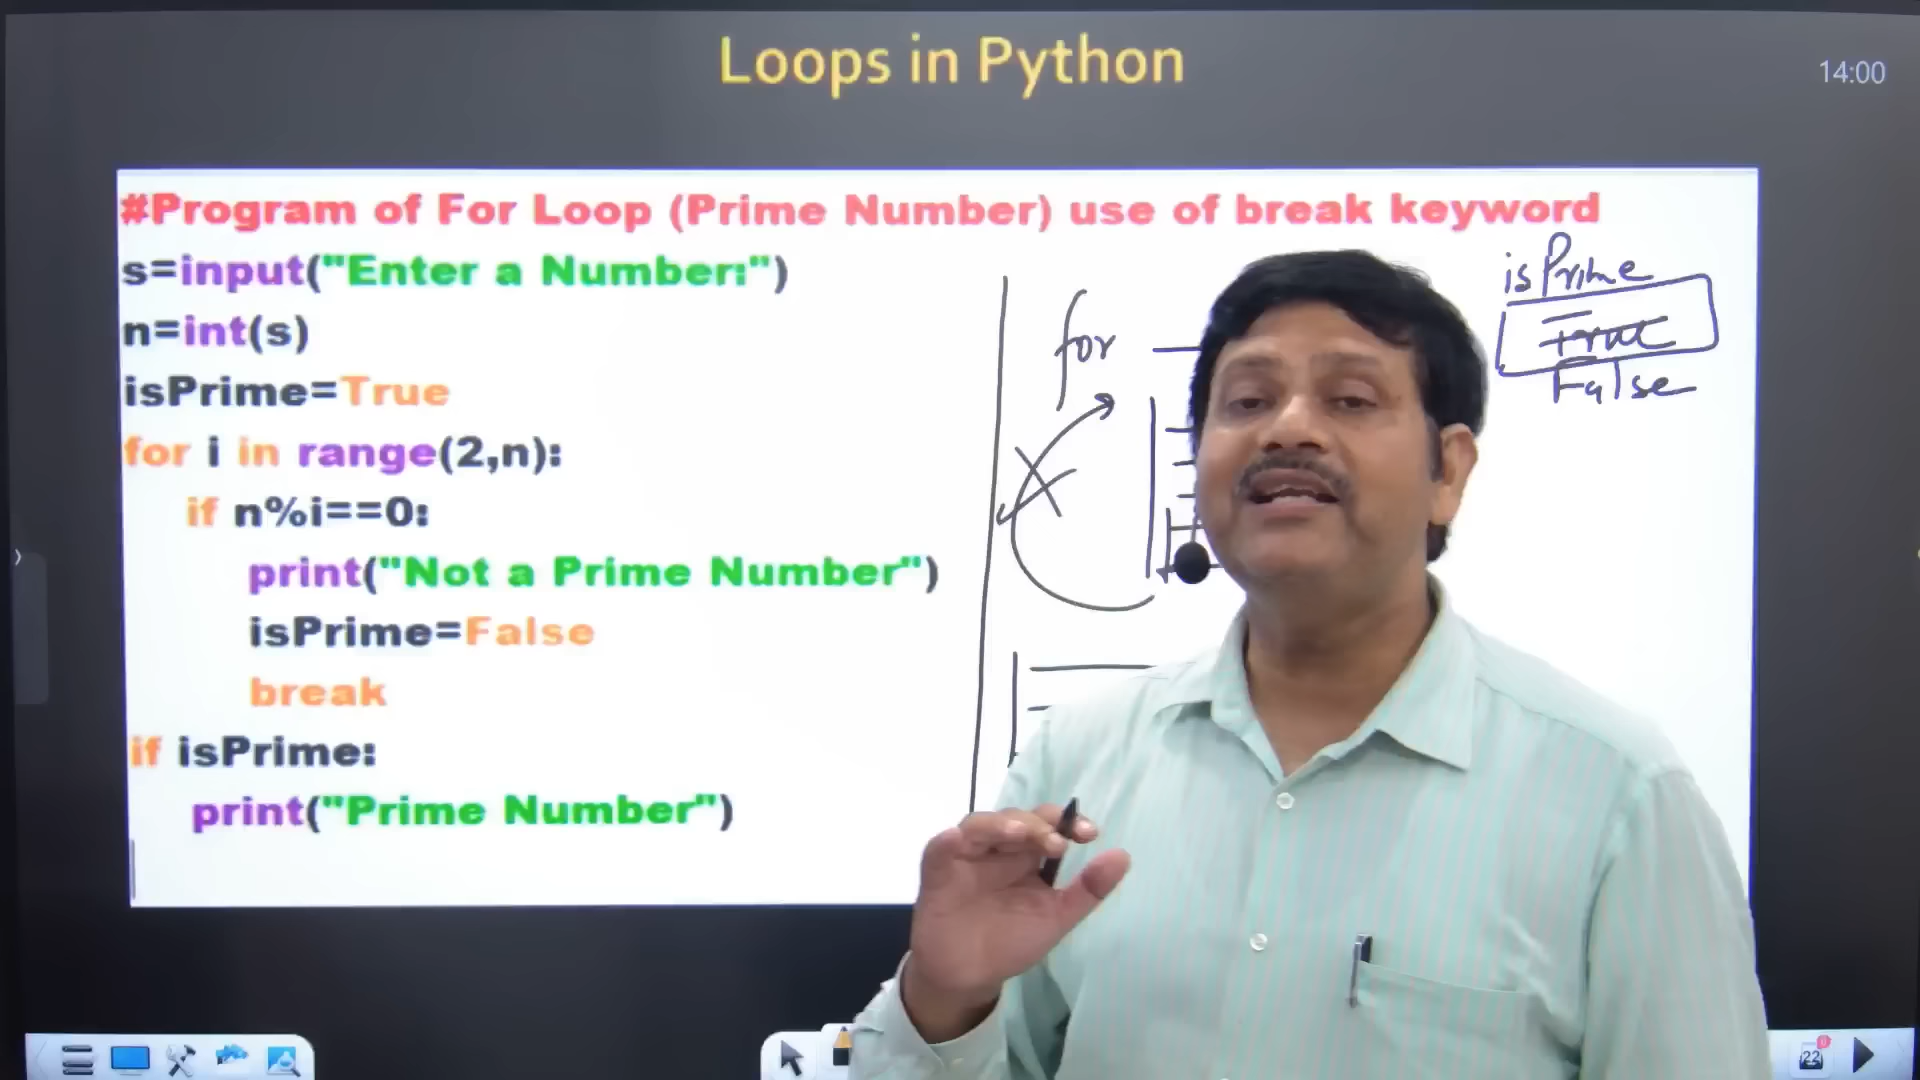 Loops in Python
14:00
#Program of For Loop (Prime Number) use of break keyword
s=input("Enter a Number:")
n=int(s)
isPrime=True
for i in range(2,n):
if n%i==0:
print("Not a Prime Number")
isPrime=False
break
if isPrime:
print("Prime Number")
for
isPrime
True
False
22